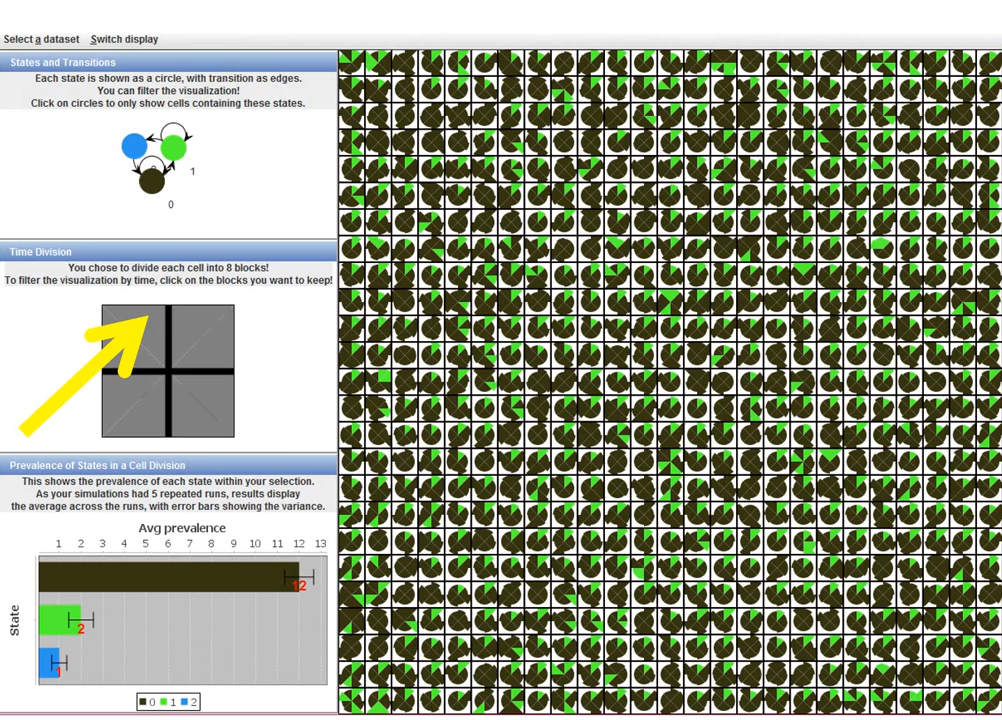 Select a dataset Switch display
States and Transitions
Each state is shown as a circle, with transition as edges.
You can filter the visualization!
Click on circles to only show cells containing these states.
1
0
Time Division
You chose to divide each cell into 8 blocks!
To filter the visualization by time, click on the blocks you want to keep!
Prevalence of States in a Cell Division
This shows the prevalence of each state within your selection.
As your simulations had 5 repeated runs, results display
the average across the runs, with error bars showing the variance.
Avg prevalence
1 2 3 4 5 6 7 8 9 10 11 12 13
State
12
2
1
0 1 2